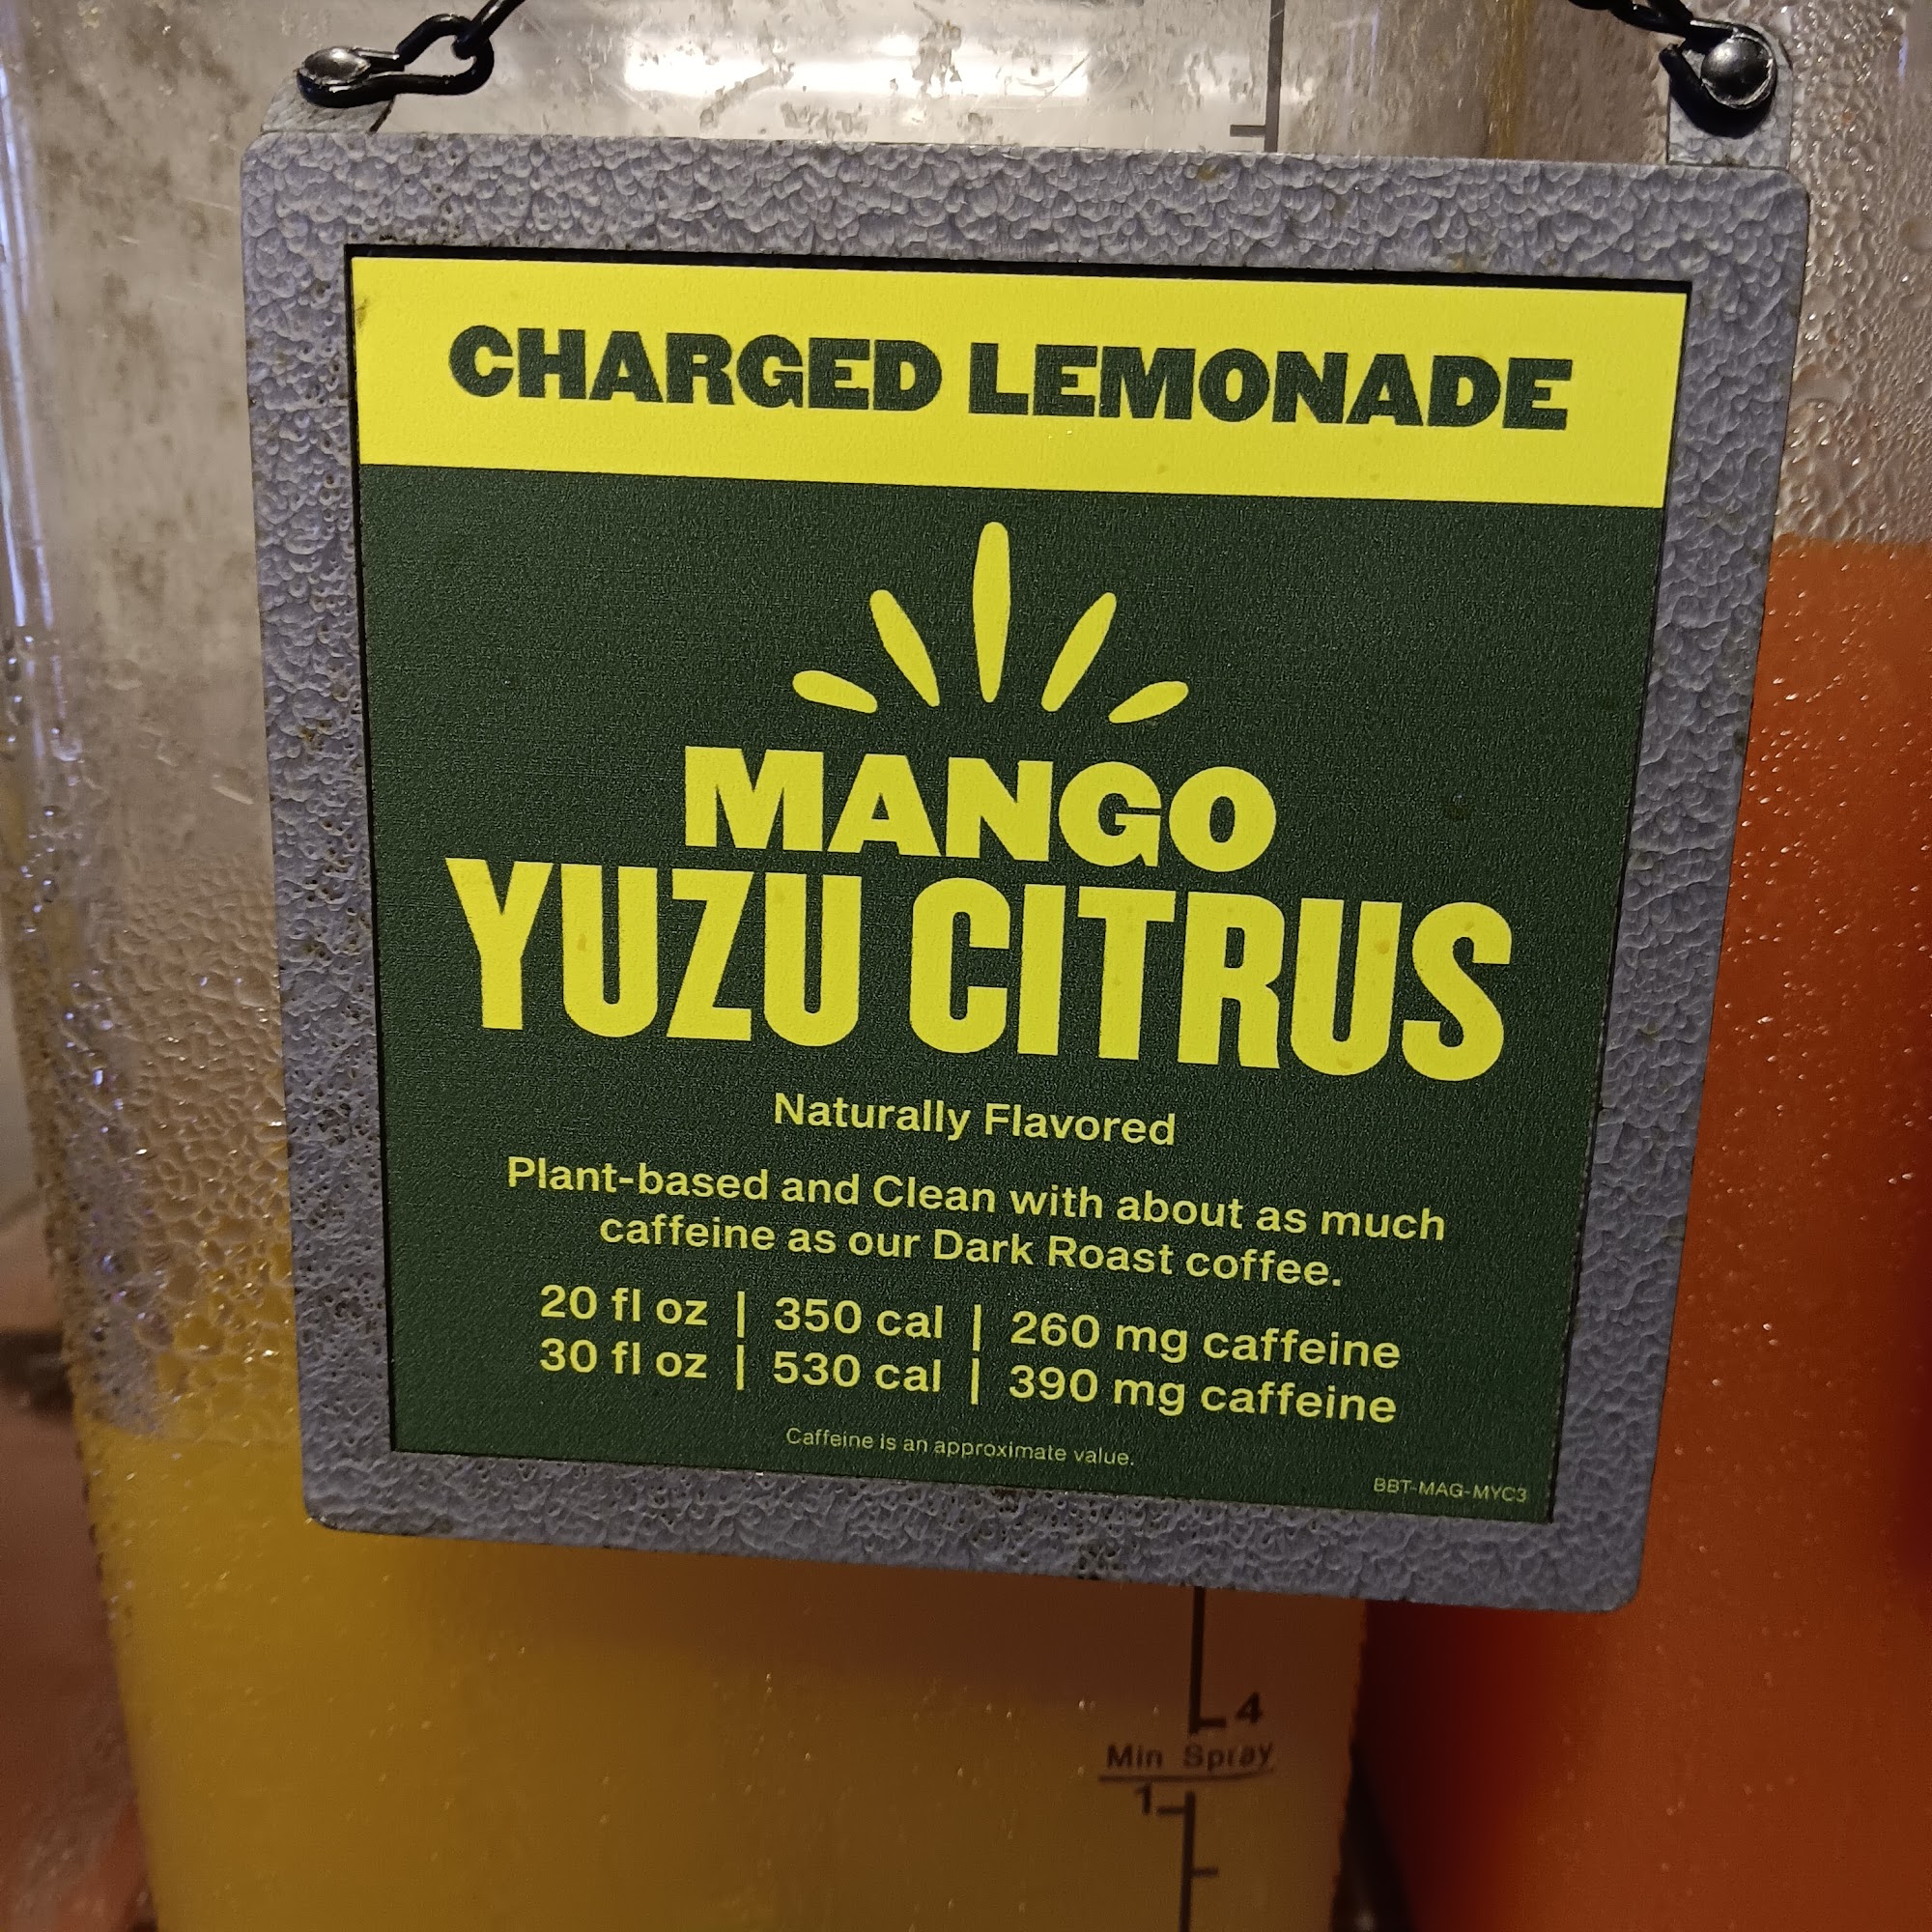 CHARGED LEMONADE
MANGO
YUZU CITRUS
Naturally Flavored
Plant-based and Clean with about as much
caffeine as our Dark Roast coffee.
20 fl oz | 350 cal | 260 mg caffeine
30 fl oz | 530 cal | 390 mg caffeine
Caffeine is an approximate value.
BBT-MAG-MYC3
4
Min Spray
1